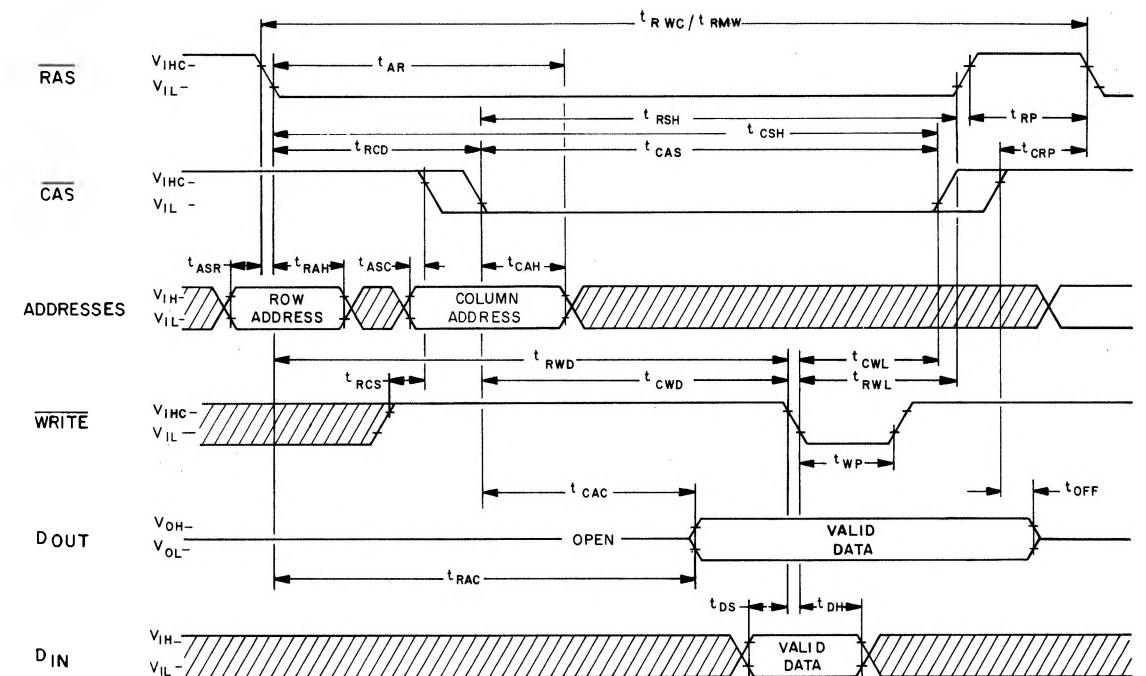 tRWC/tRMW
RAS
VIHC-
VIL-
tAR
tRSH
tRP
tCSH
tRCD
tCAS
tCRP
CAS
VIHC-
VIL-
tASR
tRAH
tASC
tCAH
ADDRESSES
VIH-
VIL-
ROW
ADDRESS
COLUMN
ADDRESS
tRWD
tCWL
tRCS
tCWD
tRWL
WRITE
VIHC-
VIL-
tWP
tCAC
tOFF
DOUT
VOH-
VOL-
OPEN
VALID
DATA
tRAC
tDS
tDH
DIN
VIH-
VIL-
VALID
DATA